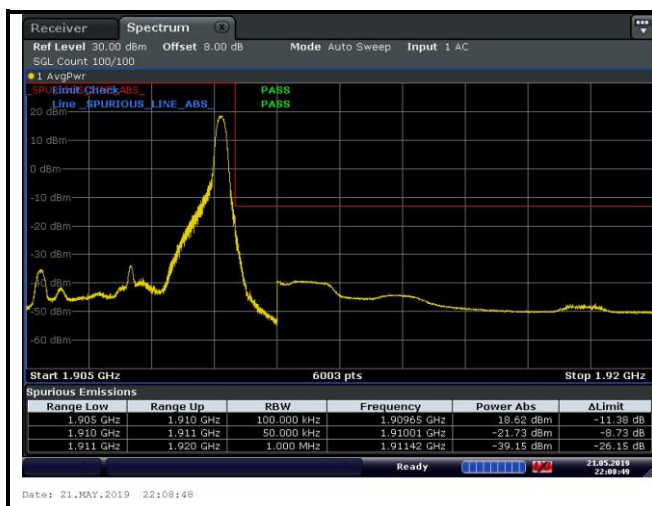 Receiver Spectrum X
Ref Level 30.00 dBm Offset 8.00 dB Mode Auto Sweep Input 1 AC
SGL Count 100/100
1 AvgPwr
Limit Check PASS
Line _SPURIOUS_LINE_ABS_ PASS
20 dBm
10 dBm
0 dBm
-10 dBm
-20 dBm
-30 dBm
-40 dBm
-50 dBm
-60 dBm
Start 1.905 GHz 6003 pts Stop 1.92 GHz
Spurious Emissions
Range Low Range Up RBW Frequency Power Abs ΔLimit
1.905 GHz 1.910 GHz 100.000 kHz 1.90965 GHz 18.62 dBm -11.38 dB
1.910 GHz 1.911 GHz 50.000 kHz 1.91001 GHz -21.73 dBm -8.73 dB
1.911 GHz 1.920 GHz 1.000 MHz 1.91142 GHz -39.15 dBm -26.15 dB
Ready 21.05.2019
22:08:49
Date: 21.MAY.2019 22:08:48